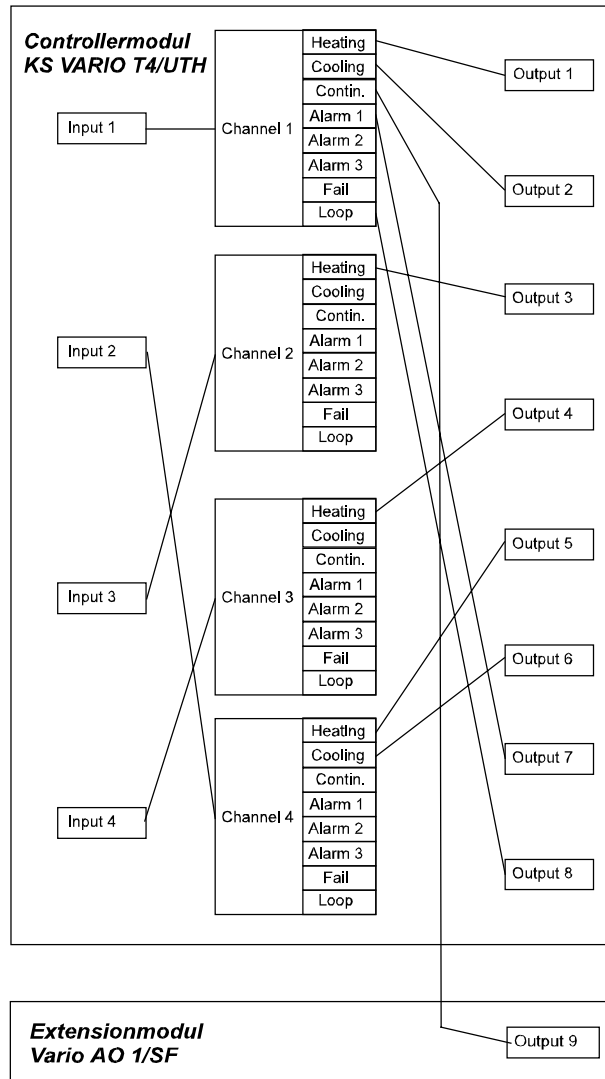 Controllermodul
KS VARIO T4/UTH
Input 1
Channel 1
Heating
Cooling
Contin.
Alarm 1
Alarm 2
Alarm 3
Fail
Loop
Output 1
Output 2
Input 2
Channel 2
Heating
Cooling
Contin.
Alarm 1
Alarm 2
Alarm 3
Fail
Loop
Output 3
Output 4
Input 3
Channel 3
Heating
Cooling
Contin.
Alarm 1
Alarm 2
Alarm 3
Fail
Loop
Output 5
Output 6
Input 4
Channel 4
Heating
Cooling
Contin.
Alarm 1
Alarm 2
Alarm 3
Fail
Loop
Output 7
Output 8
Extensionmodul
Vario AO 1/SF
Output 9